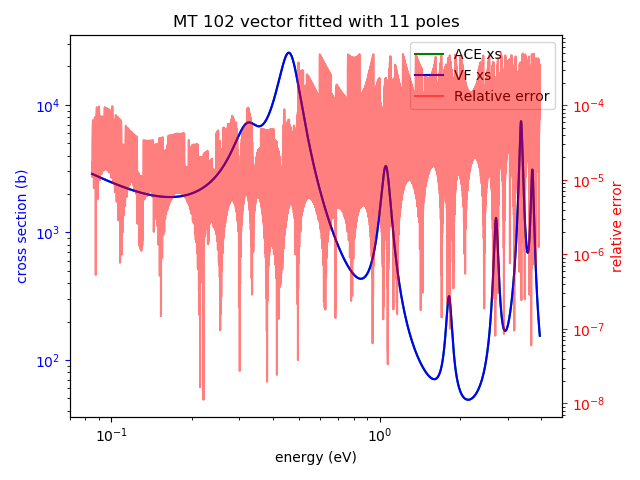 MT 102 vector fitted with 11 poles
ACE xs
VF xs
Relative error
cross section (b)
10⁴
10³
10²
10⁻⁴
10⁻⁵
10⁻⁶
10⁻⁷
10⁻⁸
relative error
10⁻¹
10⁰
energy (eV)